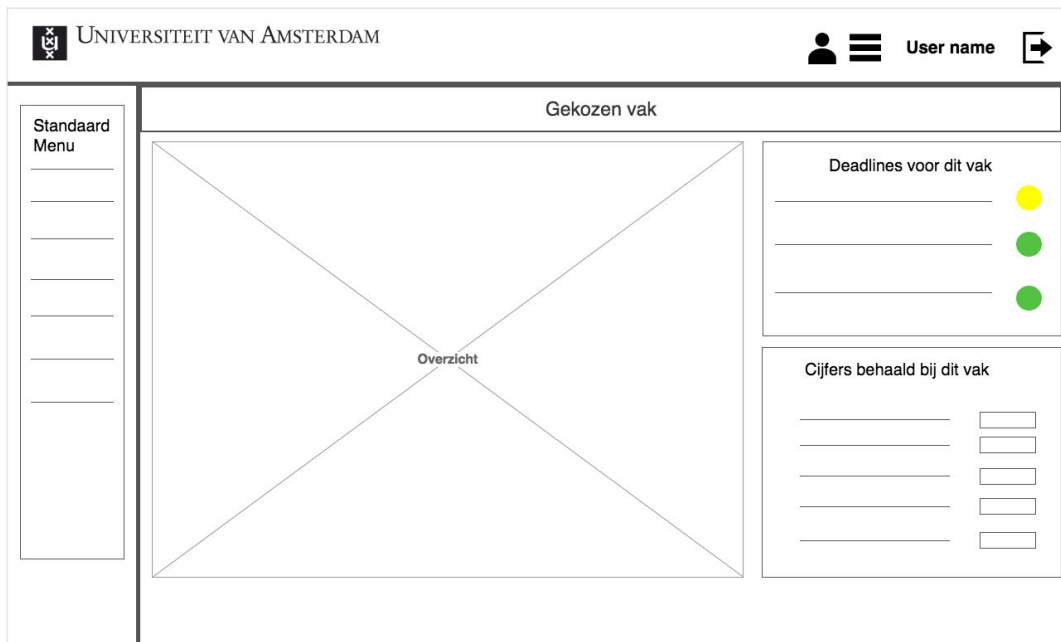 UNIVERSITEIT VAN AMSTERDAM
User name
Standaard
Menu
Gekozen vak
Overzicht
Deadlines voor dit vak
Cijfers behaald bij dit vak